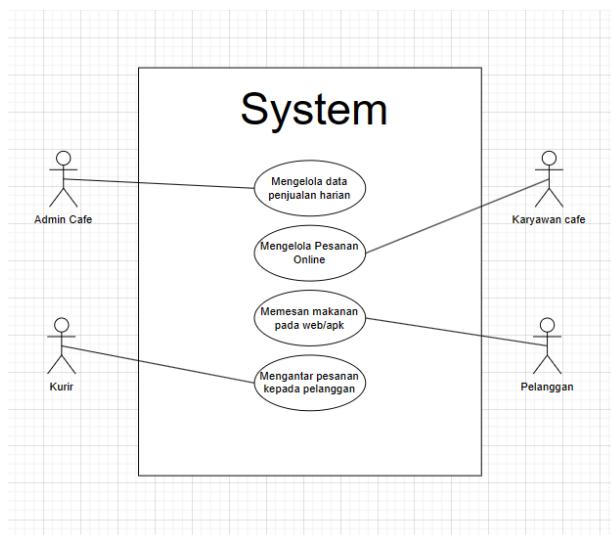 System
Mengelola data
penjualan harian
Admin Cafe
Karyawan cafe
Mengelola Pesanan
Online
Memesan makanan
pada web/apk
Mengantar pesanan
kepada pelanggan
Kurir
Pelanggan